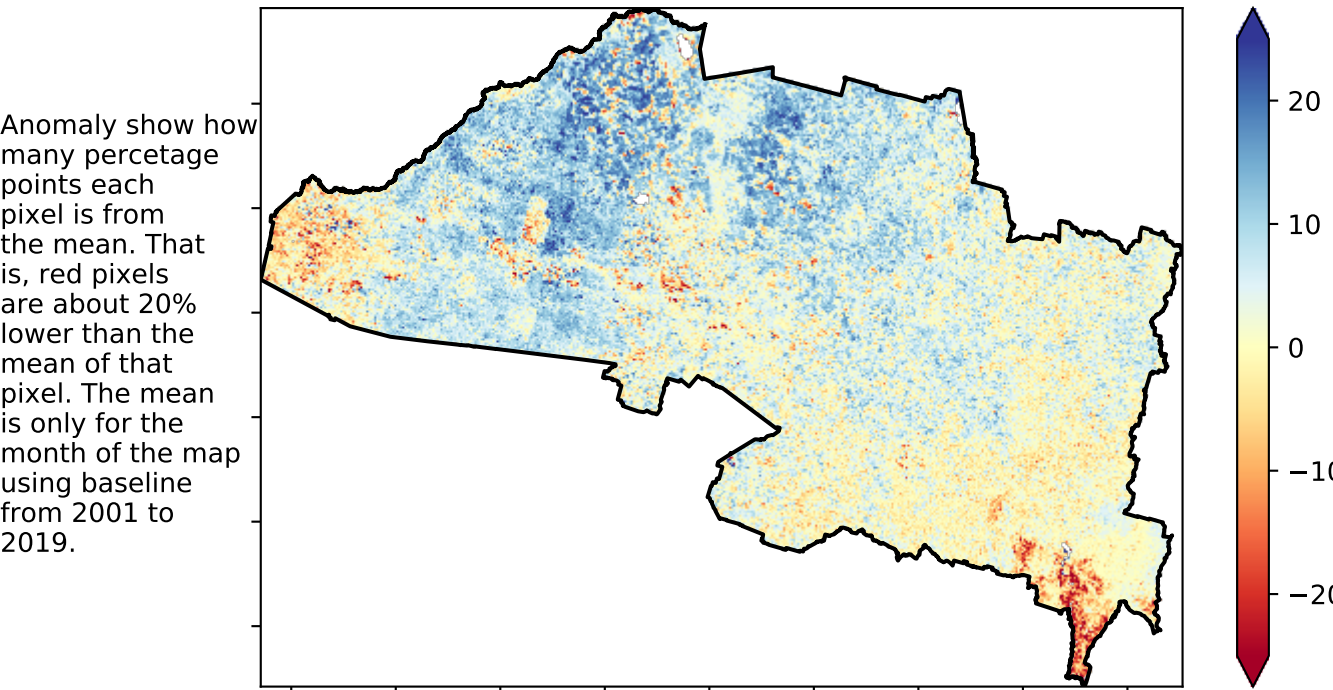 Anomaly show how
many percetage
points each
pixel is from
the mean. That
is, red pixels
are about 20%
lower than the
mean of that
pixel. The mean
is only for the
month of the map
using baseline
from 2001 to
2019.
20
10
0
−10
−20